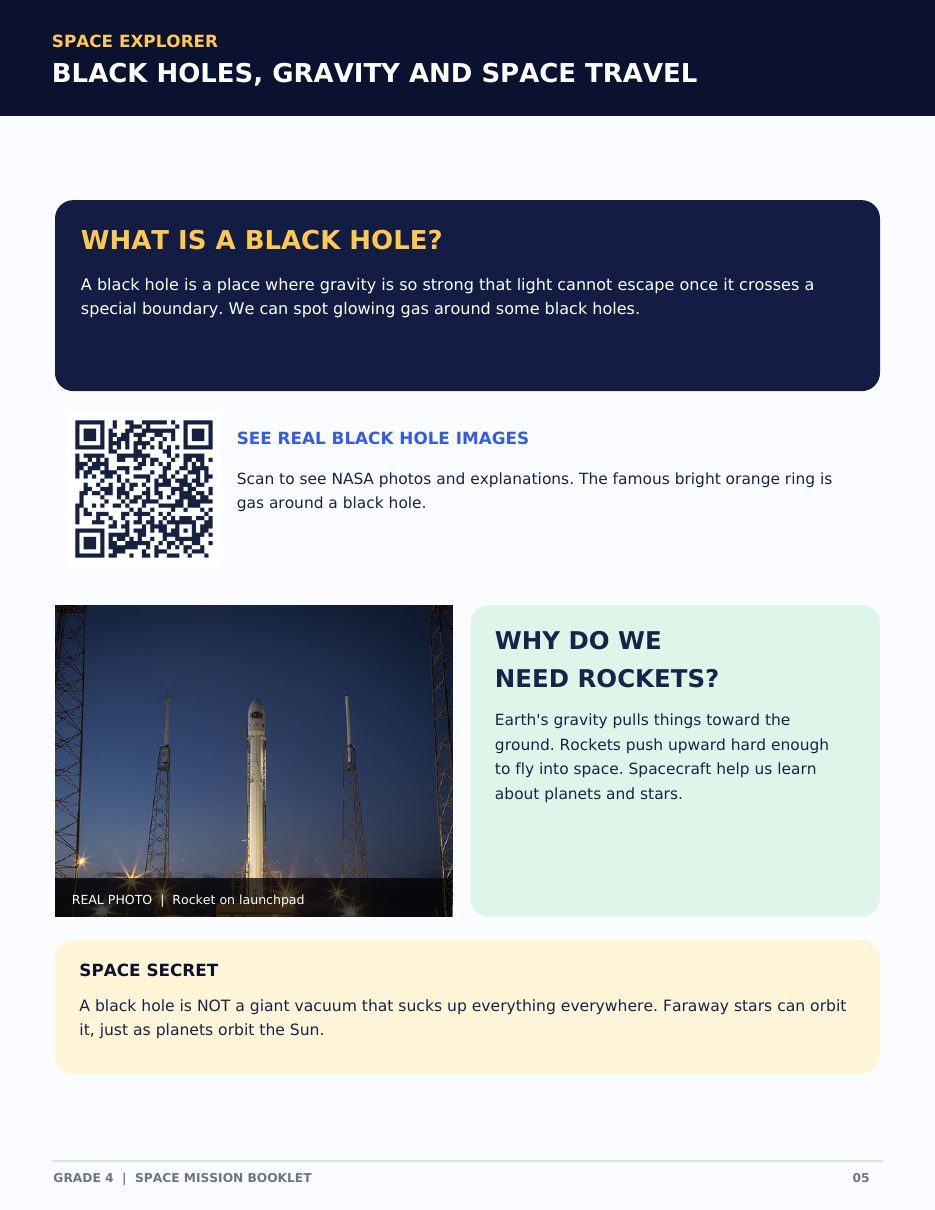 SPACE EXPLORER
BLACK HOLES, GRAVITY AND SPACE TRAVEL
WHAT IS A BLACK HOLE?
A black hole is a place where gravity is so strong that light cannot escape once it crosses a
special boundary. We can spot glowing gas around some black holes.
SEE REAL BLACK HOLE IMAGES
Scan to see NASA photos and explanations. The famous bright orange ring is
gas around a black hole.
REAL PHOTO | Rocket on launchpad
WHY DO WE
NEED ROCKETS?
Earth's gravity pulls things toward the
ground. Rockets push upward hard enough
to fly into space. Spacecraft help us learn
about planets and stars.
SPACE SECRET
A black hole is NOT a giant vacuum that sucks up everything everywhere. Faraway stars can orbit
it, just as planets orbit the Sun.
GRADE 4 | SPACE MISSION BOOKLET
05